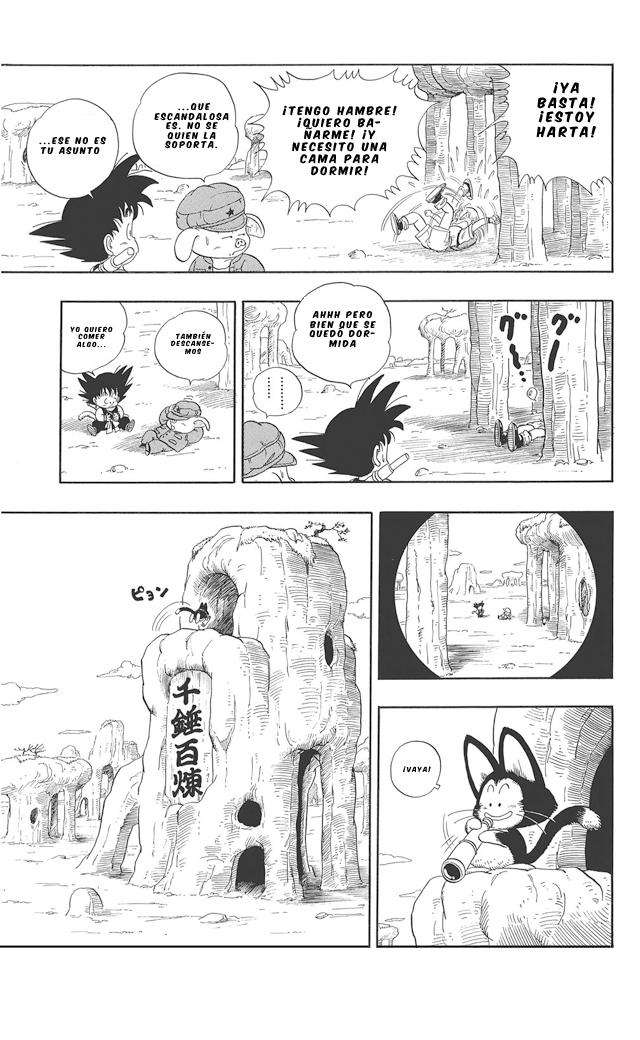 ¡YA
BASTA!
¡ESTOY
HARTA!
¡TENGO HAMBRE!
¡QUIERO BA-
ÑARME! ¡Y
NECESITO UNA
CAMA PARA
DORMIR!
...QUE
ESCANDALOSA
ES. NO SE
QUIEN LA
SOPORTA.
...ESE NO ES
TU ASUNTO
グー
グー…
AHHH PERO
BIEN QUE SE
QUEDÓ DOR-
MIDA
......
TAMBIÉN
DESCANSE-
MOS
YO QUIERO
COMER
ALGO...
¡VAYA!
ピョン
千錘百煉